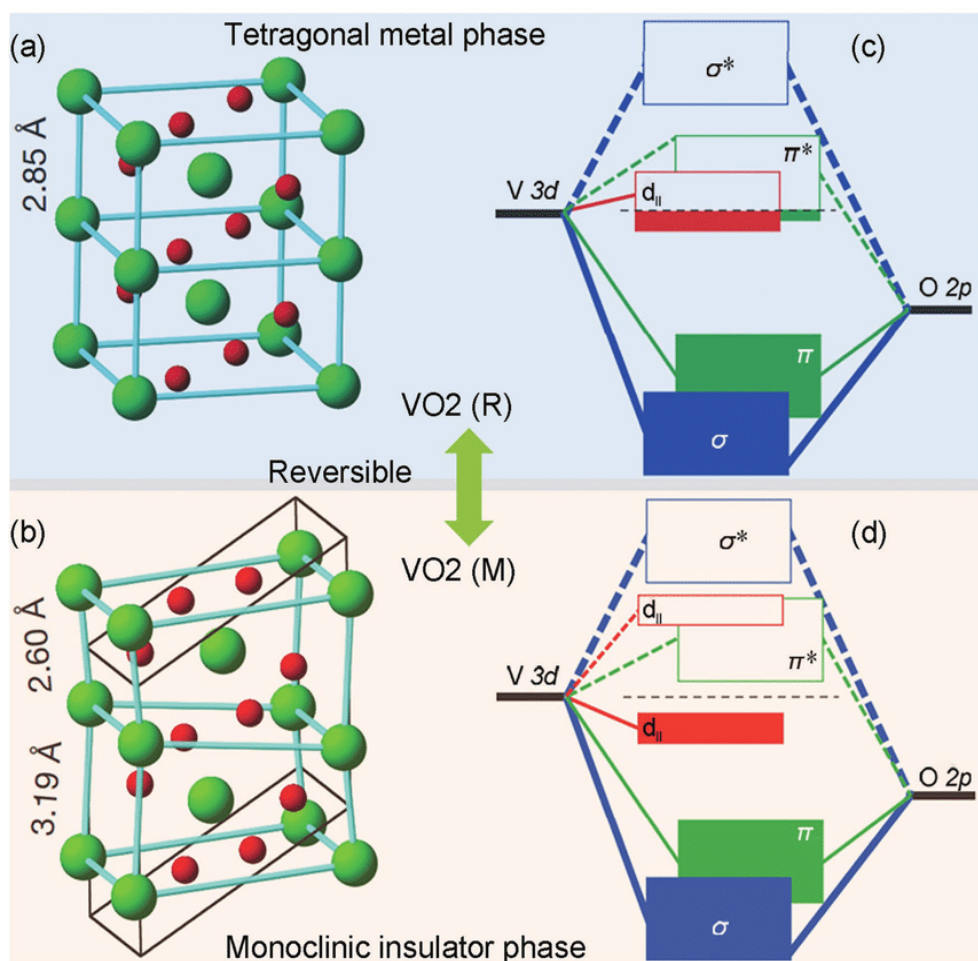 (a)
Tetragonal metal phase
(c)
2.85 Å
σ*
π*
V 3d
d||
O 2p
π
σ
VO2 (R)
Reversible
(b)
VO2 (M)
(d)
2.60 Å
3.19 Å
σ*
d||
π*
V 3d
d||
O 2p
π
σ
Monoclinic insulator phase